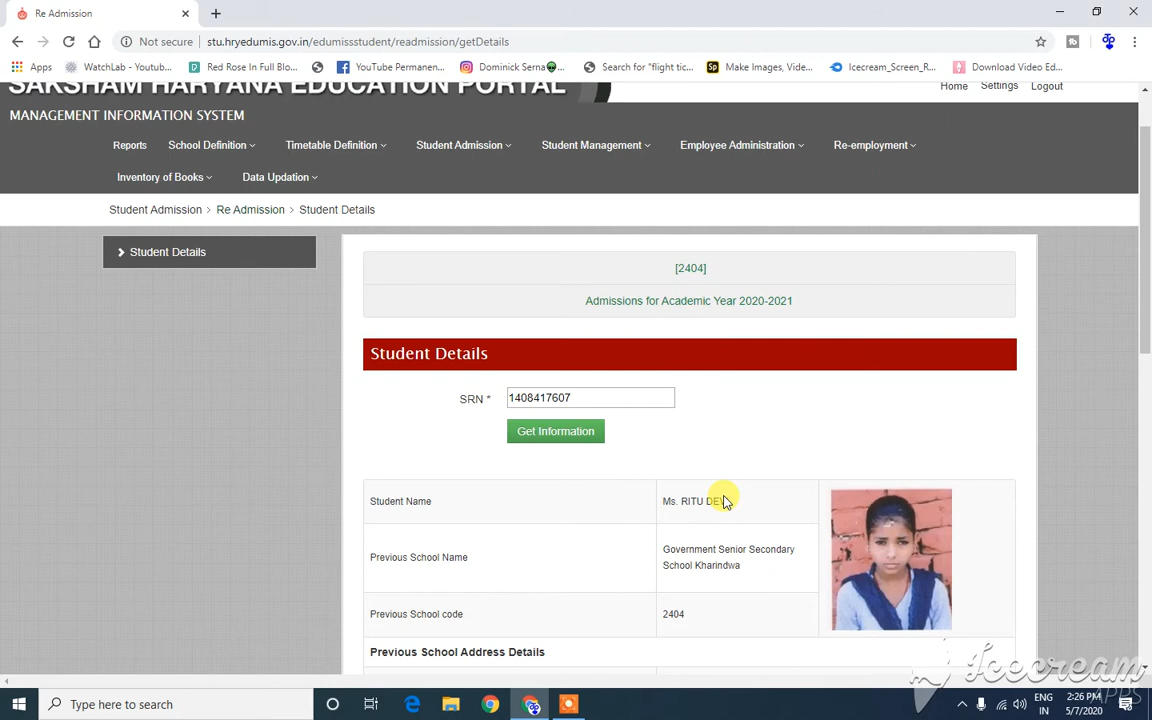 Re Admission
Not secure stu.hryedumis.gov.in/edumissstudent/readmission/getDetails
Apps WatchLab - Youtub... Red Rose In Full Blo... YouTube Permanen... Dominick Serna👽... Search for "flight tic... Make Images, Vide... Icecream_Screen_R... Download Video Ed...
SAKSHAM HARYANA EDUCATION PORTAL
Home Settings Logout
MANAGEMENT INFORMATION SYSTEM
Reports School Definition Timetable Definition Student Admission Student Management Employee Administration Re-employment
Inventory of Books Data Updation
Student Admission > Re Admission > Student Details
Student Details
[2404]
Admissions for Academic Year 2020-2021
Student Details
SRN * 1408417607
Get Information
Student Name Ms. RITU
Previous School Name Government Senior Secondary School Kharindwa
Previous School code 2404
Previous School Address Details
Icecream
APPS
Type here to search
ENG 2:26 PM
IN 5/7/2020